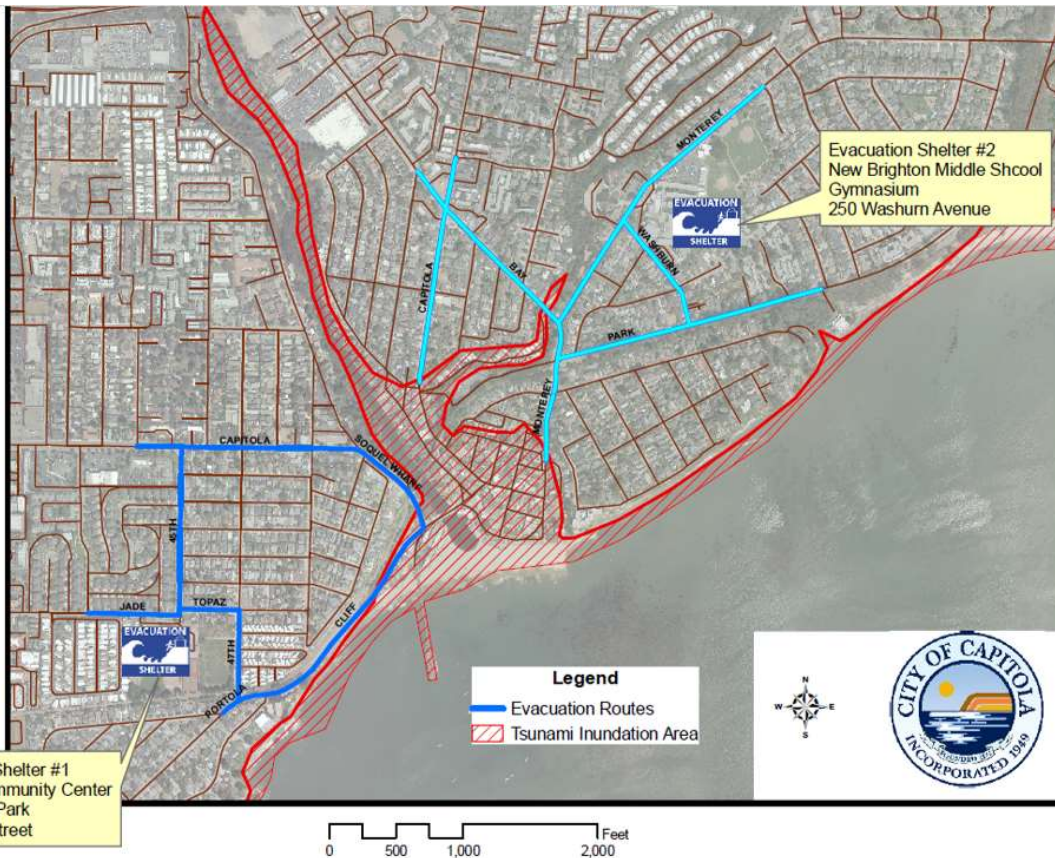 MONTEREY
Evacuation Shelter #2
New Brighton Middle Shcool
Gymnasium
250 Washurn Avenue
EVACUATION
SHELTER
WASHBURN
BAY
CAPITOLA
PARK
MONTEREY
CAPITOLA
SOQUEL WHARF
45TH
JADE
TOPAZ
EVACUATION
SHELTER
47TH
CLIFF
PORTOLA
Legend
Evacuation Routes
Tsunami Inundation Area
N
W
E
S
CITY OF CAPITOLA
INCORPORATED 1949
Shelter #1
mmunity Center
Park
treet
Feet
0 500 1,000 2,000